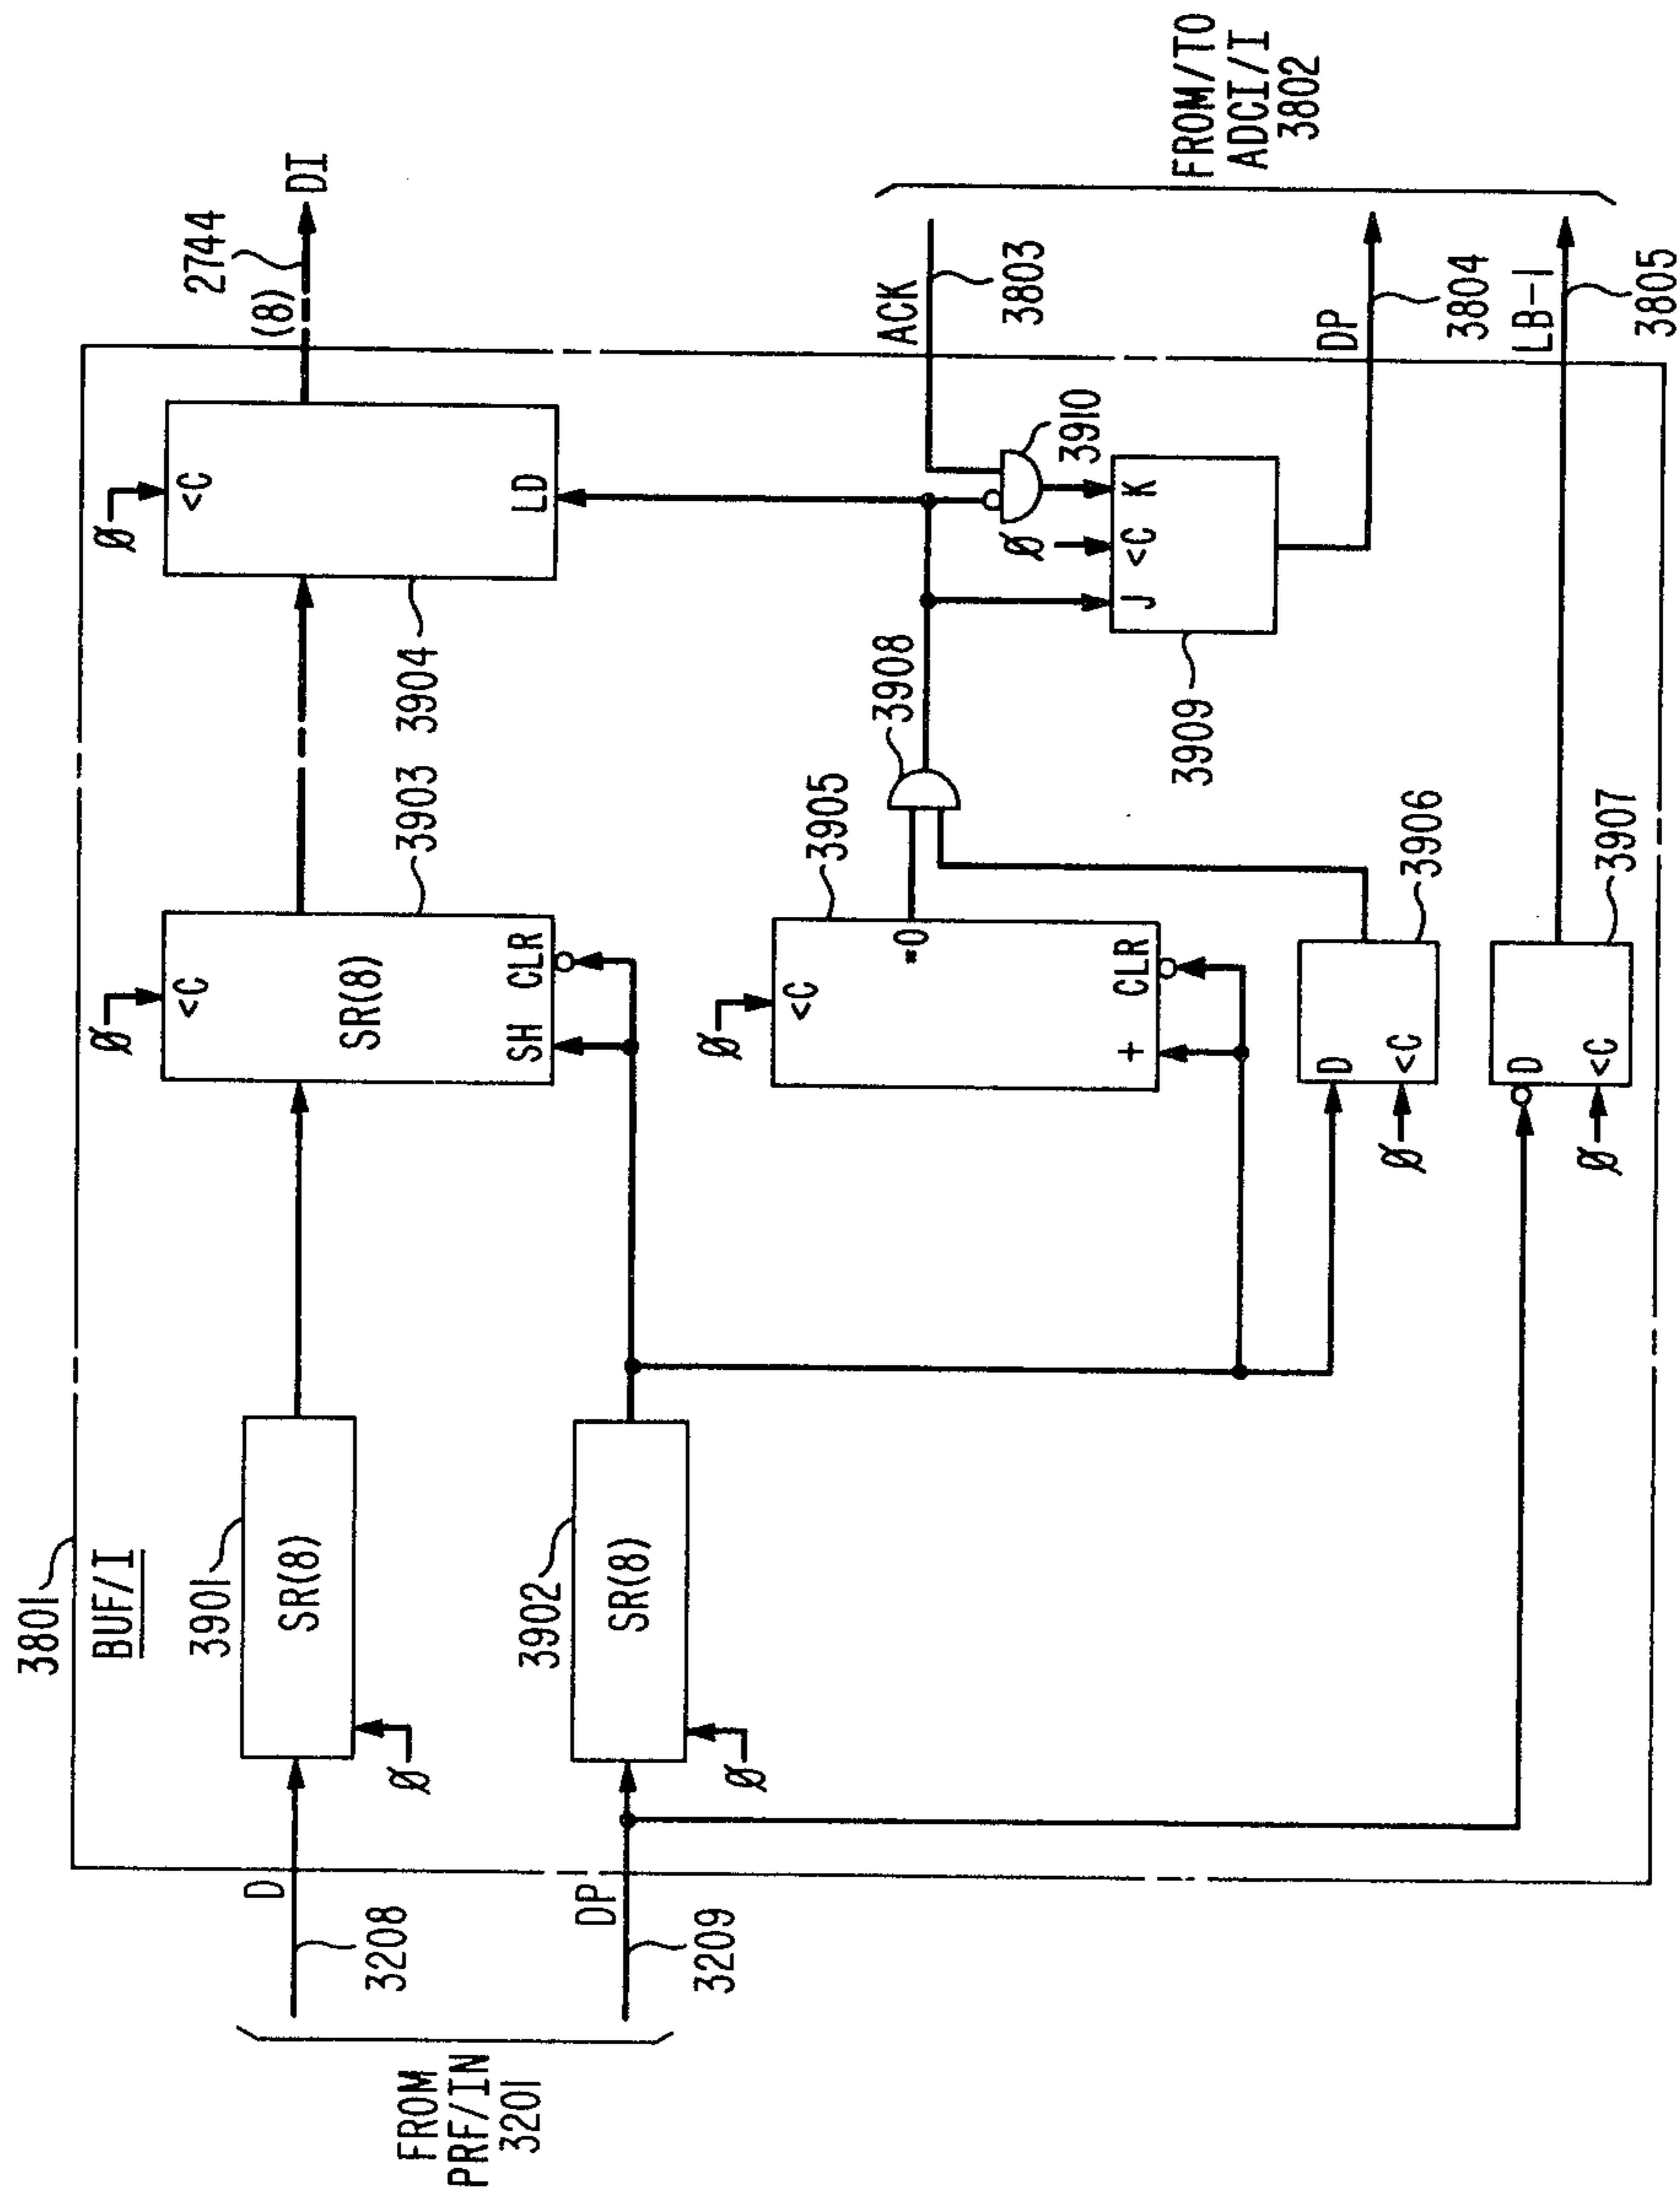 3801
BUF/I
FROM
PRF/IN
3201
D
3208
DP
3209
3901
SR(8)
Ø
3902
SR(8)
Ø
Ø
<C
SR(8)
SH CLR
3903
Ø
<C
LD
3904
(8)
2744
DI
Ø
<C
=0
+ CLR
3905
D
<C
Ø
3906
D
<C
Ø
3907
3908
J <C K
Ø
3909
3910
ACK
3803
DP
3804
LB-1
3805
FROM/TO
ADCI/I
3802